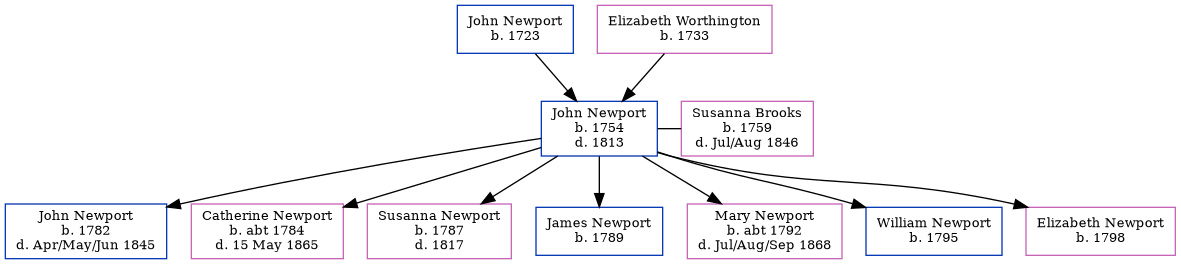 John Newport
b. 1723
Elizabeth Worthington
b. 1733
John Newport
b. 1754
d. 1813
Susanna Brooks
b. 1759
d. Jul/Aug 1846
John Newport
b. 1782
d. Apr/May/Jun 1845
Catherine Newport
b. abt 1784
d. 15 May 1865
Susanna Newport
b. 1787
d. 1817
James Newport
b. 1789
Mary Newport
b. abt 1792
d. Jul/Aug/Sep 1868
William Newport
b. 1795
Elizabeth Newport
b. 1798